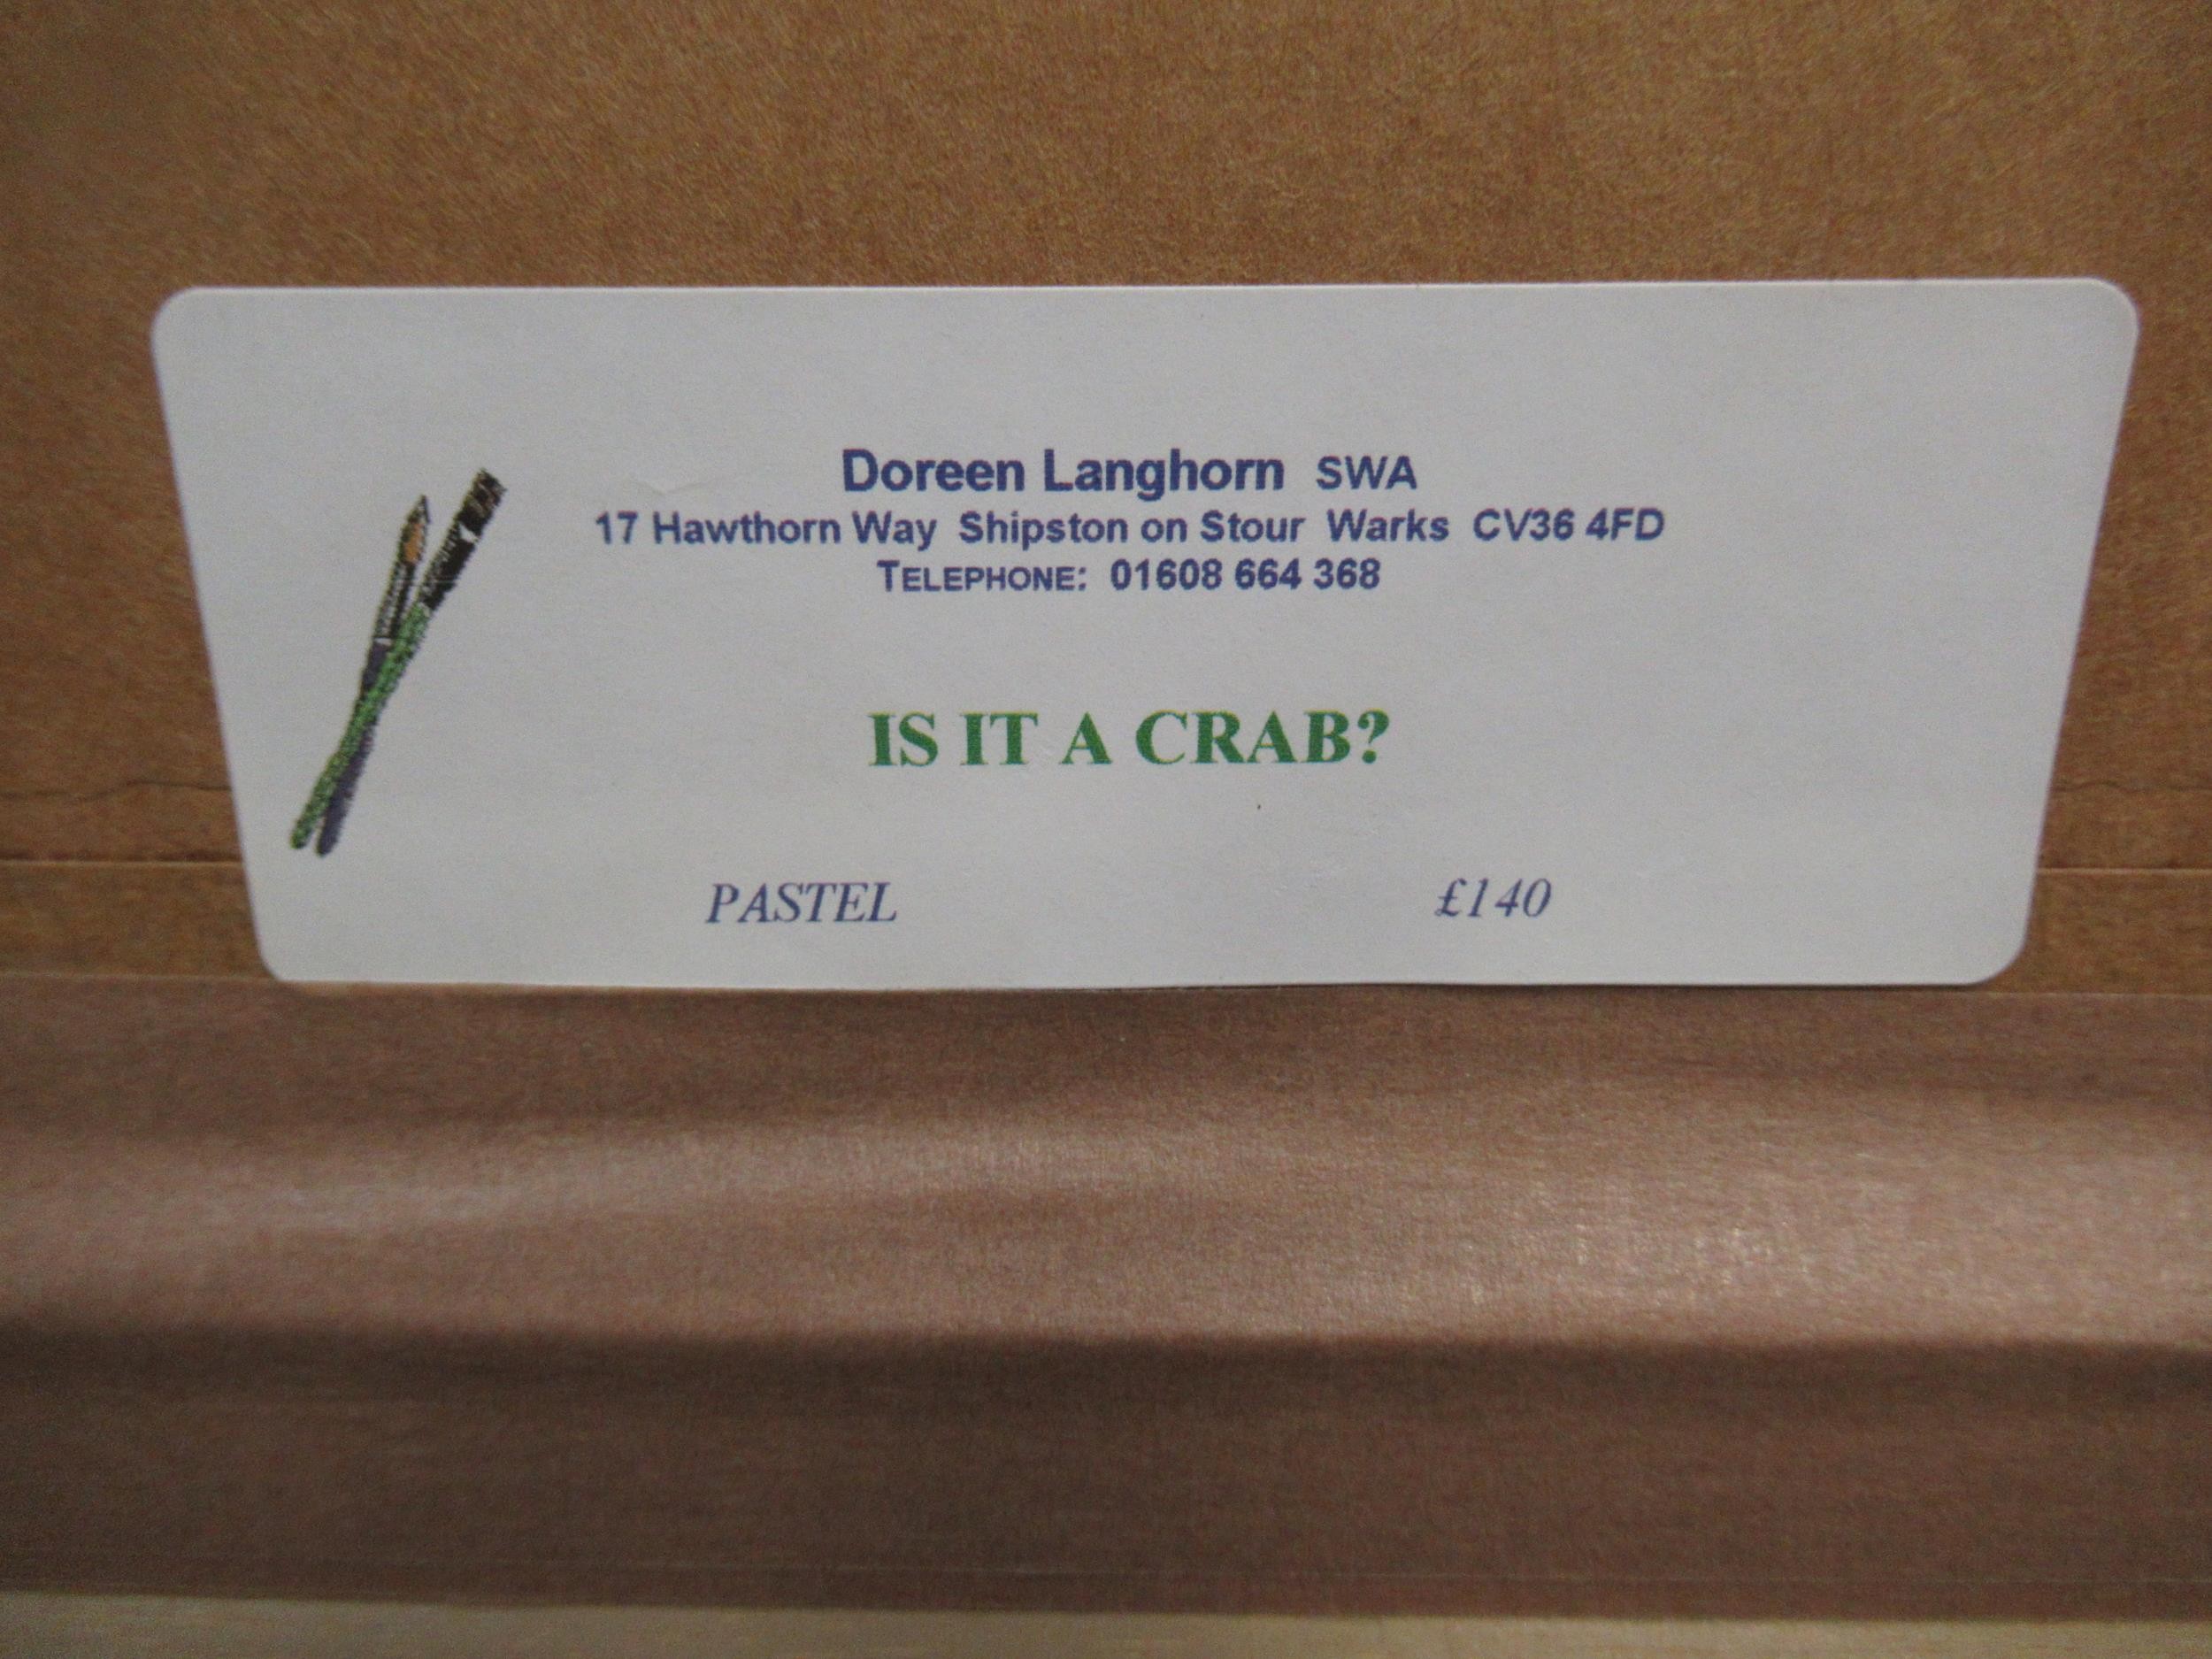 Doreen Langhorn SWA
17 Hawthorn Way Shipston on Stour Warks CV36 4FD
TELEPHONE: 01608 664 368
IS IT A CRAB?
PASTEL £140